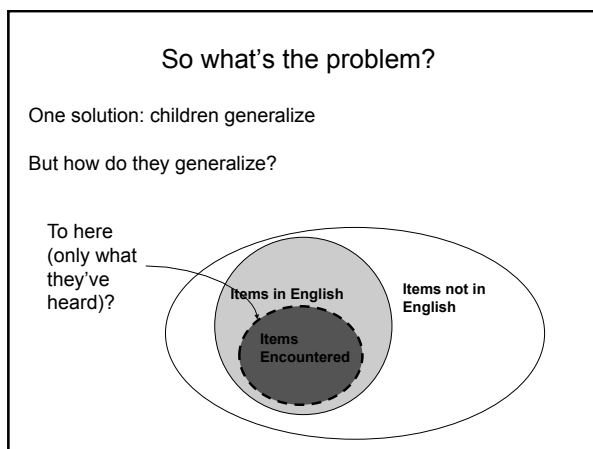 So what's the problem?
One solution: children generalize
But how do they generalize?
To here
(only what
they've
heard)?
Items in English
Items not in
English
Items
Encountered